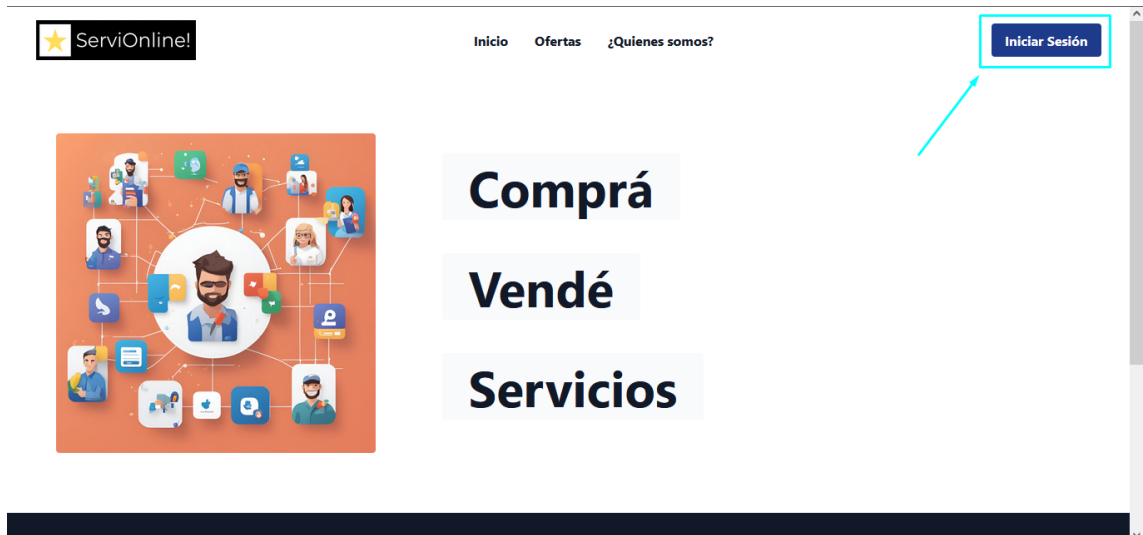 ServiOnline!
Inicio Ofertas ¿Quienes somos? Iniciar Sesión
Comprá
Vendé
Servicios